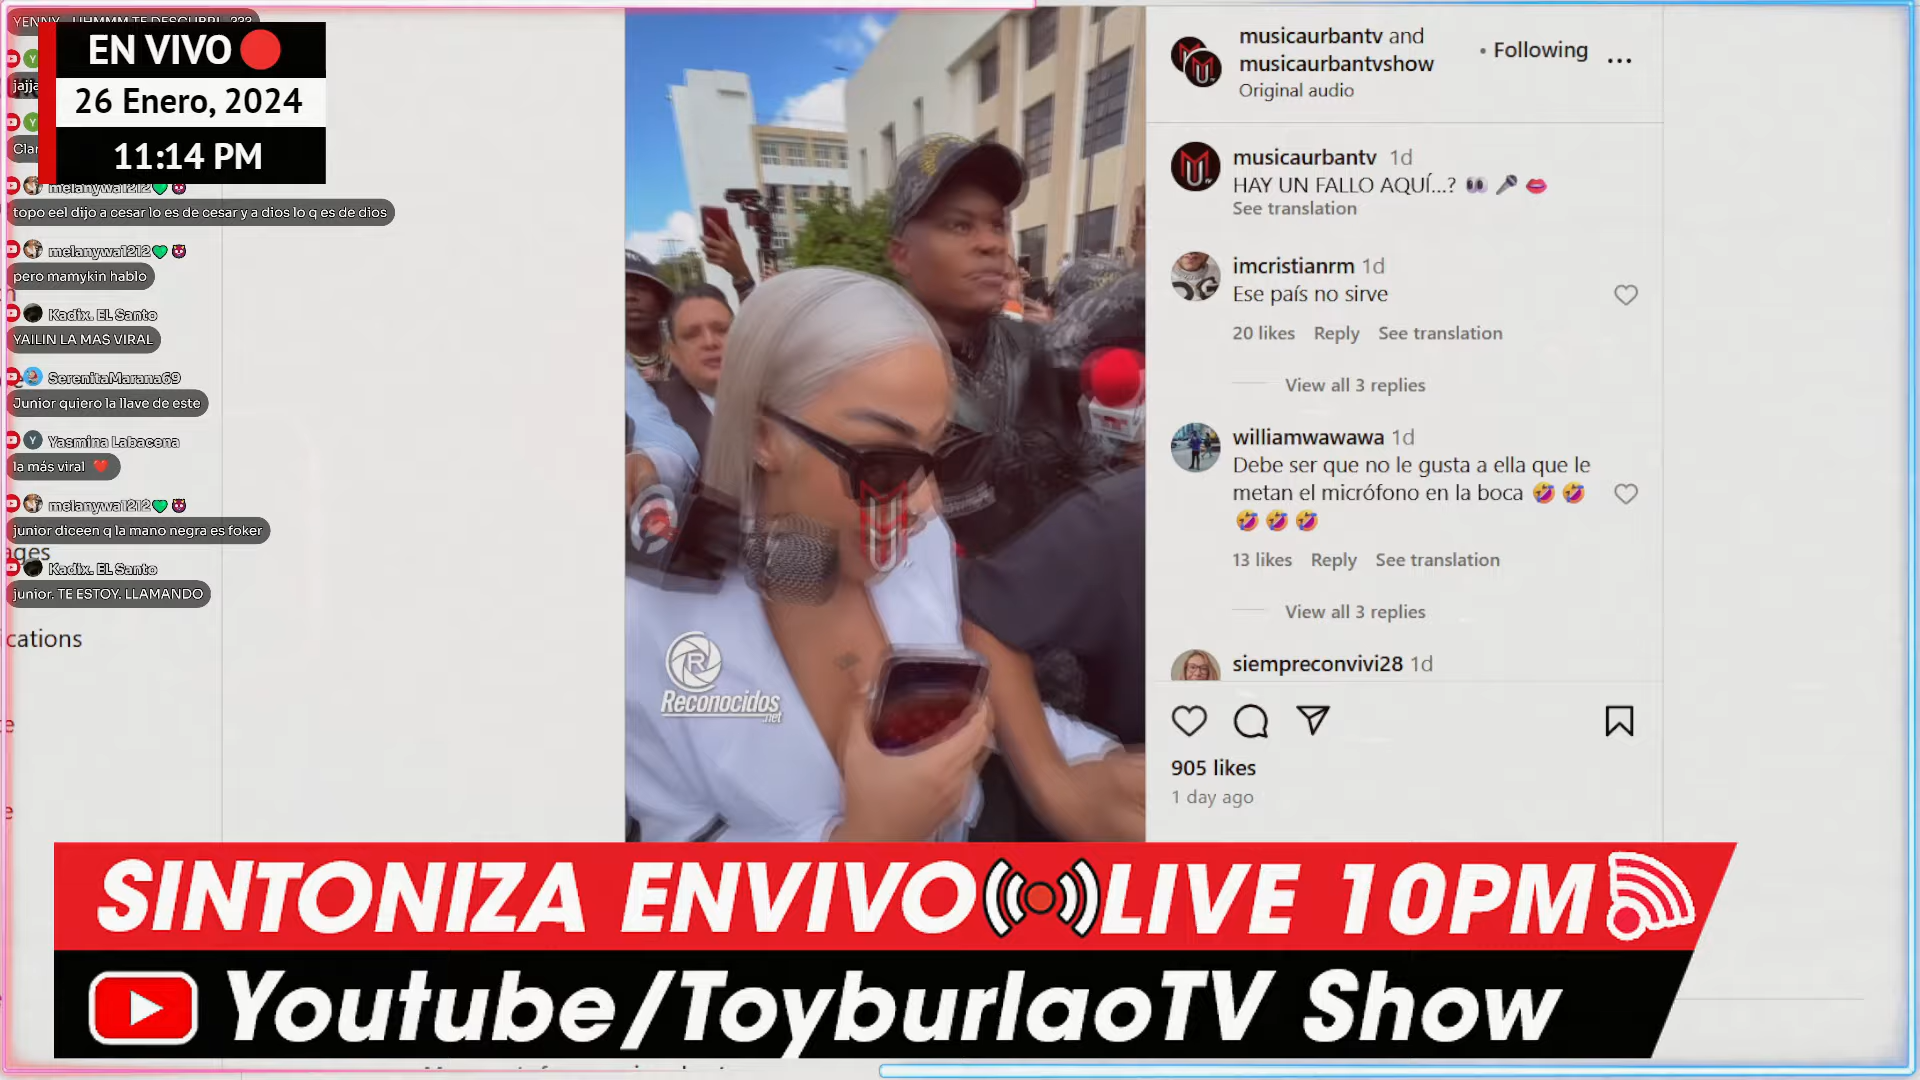 YENNY
EN VIVO
26 Enero, 2024
11:14 PM
jajja
Clar
melanywa1212
topo eel dijo a cesar lo es de cesar y a dios lo q es de dios
melanywa1212
pero mamykin hablo
Kadix. EL Santo
YAILIN LA MAS VIRAL
SerenitaMarana69
Junior quiero la llave de este
Y Yasmina Labacena
la más viral ❤️
melanywa1212
junior diceen q la mano negra es foker
ages
Kadix. EL Santo
junior. TE ESTOY. LLAMANDO
ications
Reconocidos
.net
musicaurbantv and
musicaurbantvshow
• Following
Original audio
musicaurbantv 1d
HAY UN FALLO AQUÍ...? 👀 🎤 👄
See translation
imcristianrm 1d
Ese país no sirve
20 likes Reply See translation
View all 3 replies
williamwawawa 1d
Debe ser que no le gusta a ella que le
metan el micrófono en la boca 🤣 🤣
🤣 🤣 🤣
13 likes Reply See translation
View all 3 replies
siempreconvivi28 1d
905 likes
1 day ago
SINTONIZA ENVIVO LIVE 10PM
Youtube/ToyburlaoTV Show